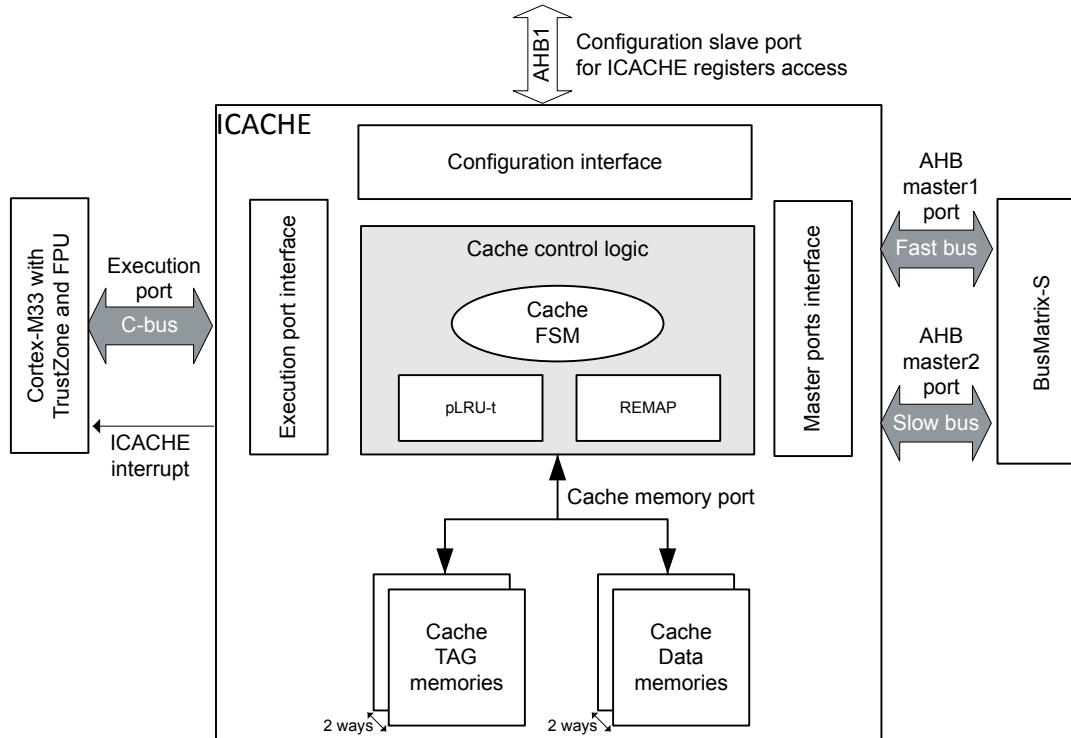 AHB1
Configuration slave port
for ICACHE registers access
ICACHE
Configuration interface
Cortex-M33 with
TrustZone and FPU
Execution
port
C-bus
ICACHE
interrupt
Execution port interface
Cache control logic
Cache
FSM
pLRU-t
REMAP
Master ports interface
AHB
master1
port
Fast bus
AHB
master2
port
Slow bus
BusMatrix-S
Cache memory port
Cache
TAG
memories
2 ways
Cache
Data
memories
2 ways